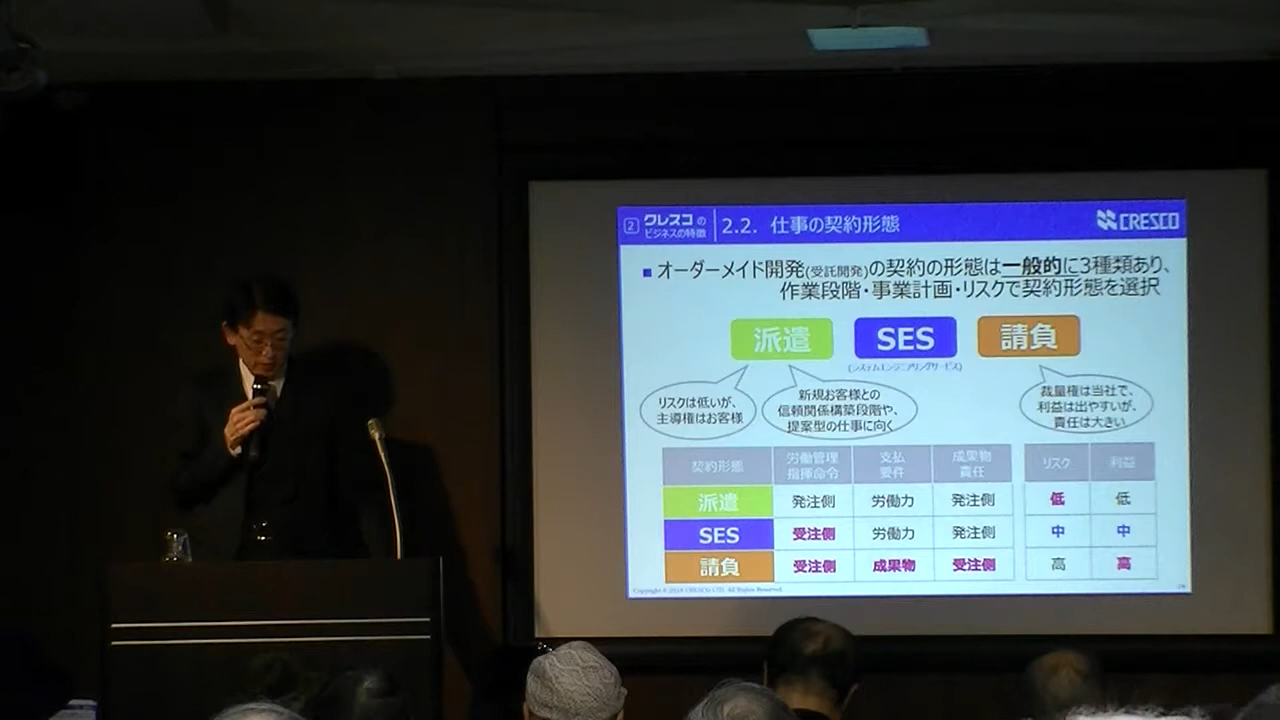 2 クレスコの
ビジネスの特徴
2.2. 仕事の契約形態
CRESCO
■ オーダーメイド開発(受託開発)の契約の形態は一般的に3種類あり、
作業段階・事業計画・リスクで契約形態を選択
派遣 SES 請負
(システムエンジニアリングサービス)
リスクは低いが、
主導権はお客様
新規お客様との
信頼関係構築段階や、
提案型の仕事に向く
裁量権は当社で、
利益は出やすいが、
責任は大きい
契約形態 労働管理 指揮命令 支払 要件 成果物 責任 リスク 利益
派遣 発注側 労働力 発注側 低 低
SES 受注側 労働力 発注側 中 中
請負 受注側 成果物 受注側 高 高